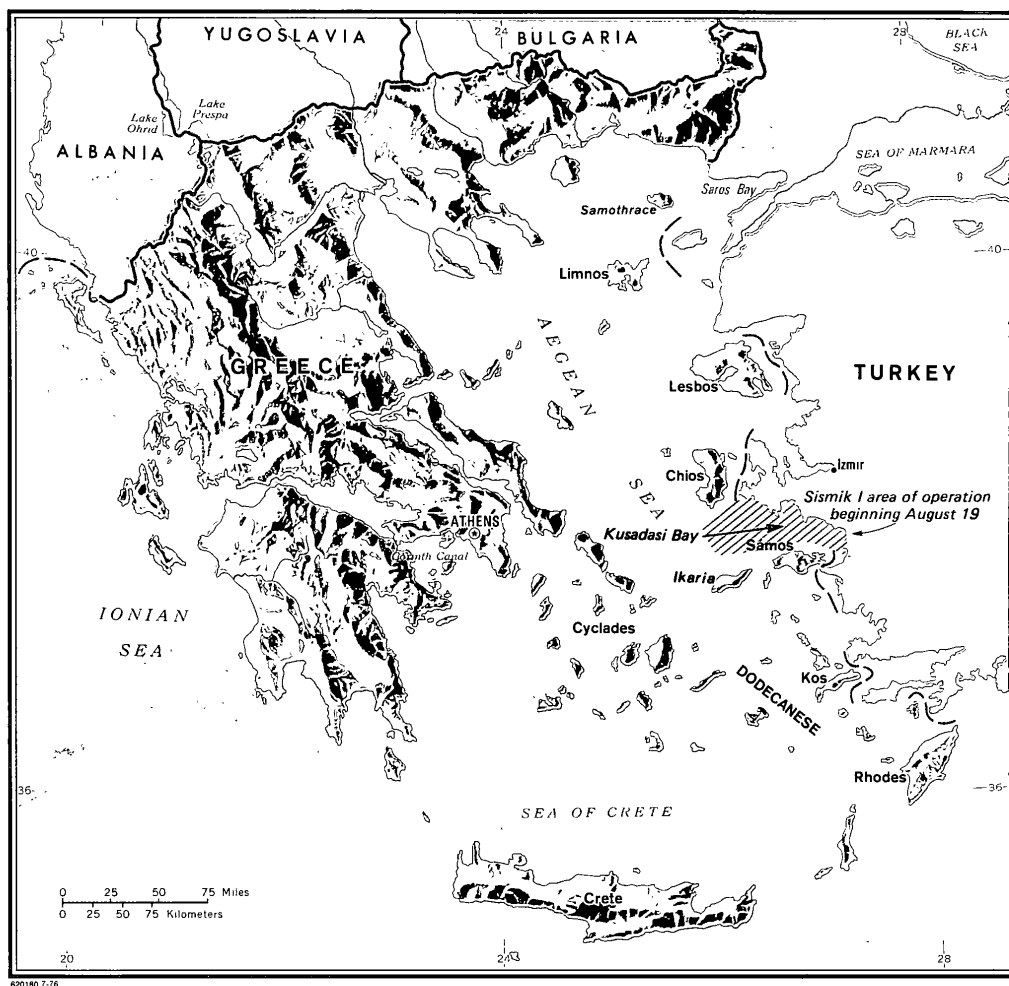 YUGOSLAVIA
24
BULGARIA
28
BLACK
SEA
Lake
Prespa
Lake
Ohrid
ALBANIA
SEA OF MARMARA
Saros Bay
Samothrace
40
40
Limnos
AEGEAN
SEA
GREECE
Lesbos
TURKEY
Chios
Izmir
Sismik I area of operation
beginning August 19
ATHENS
Kusadasi Bay
Sámos
Corinth Canal
Ikaria
IONIAN
SEA
Cyclades
Kos
DODECANESE
Rhodes
36
36
SEA OF CRETE
0 25 50 75 Miles
0 25 50 75 Kilometers
Crete
20
24
28
620180 7-76